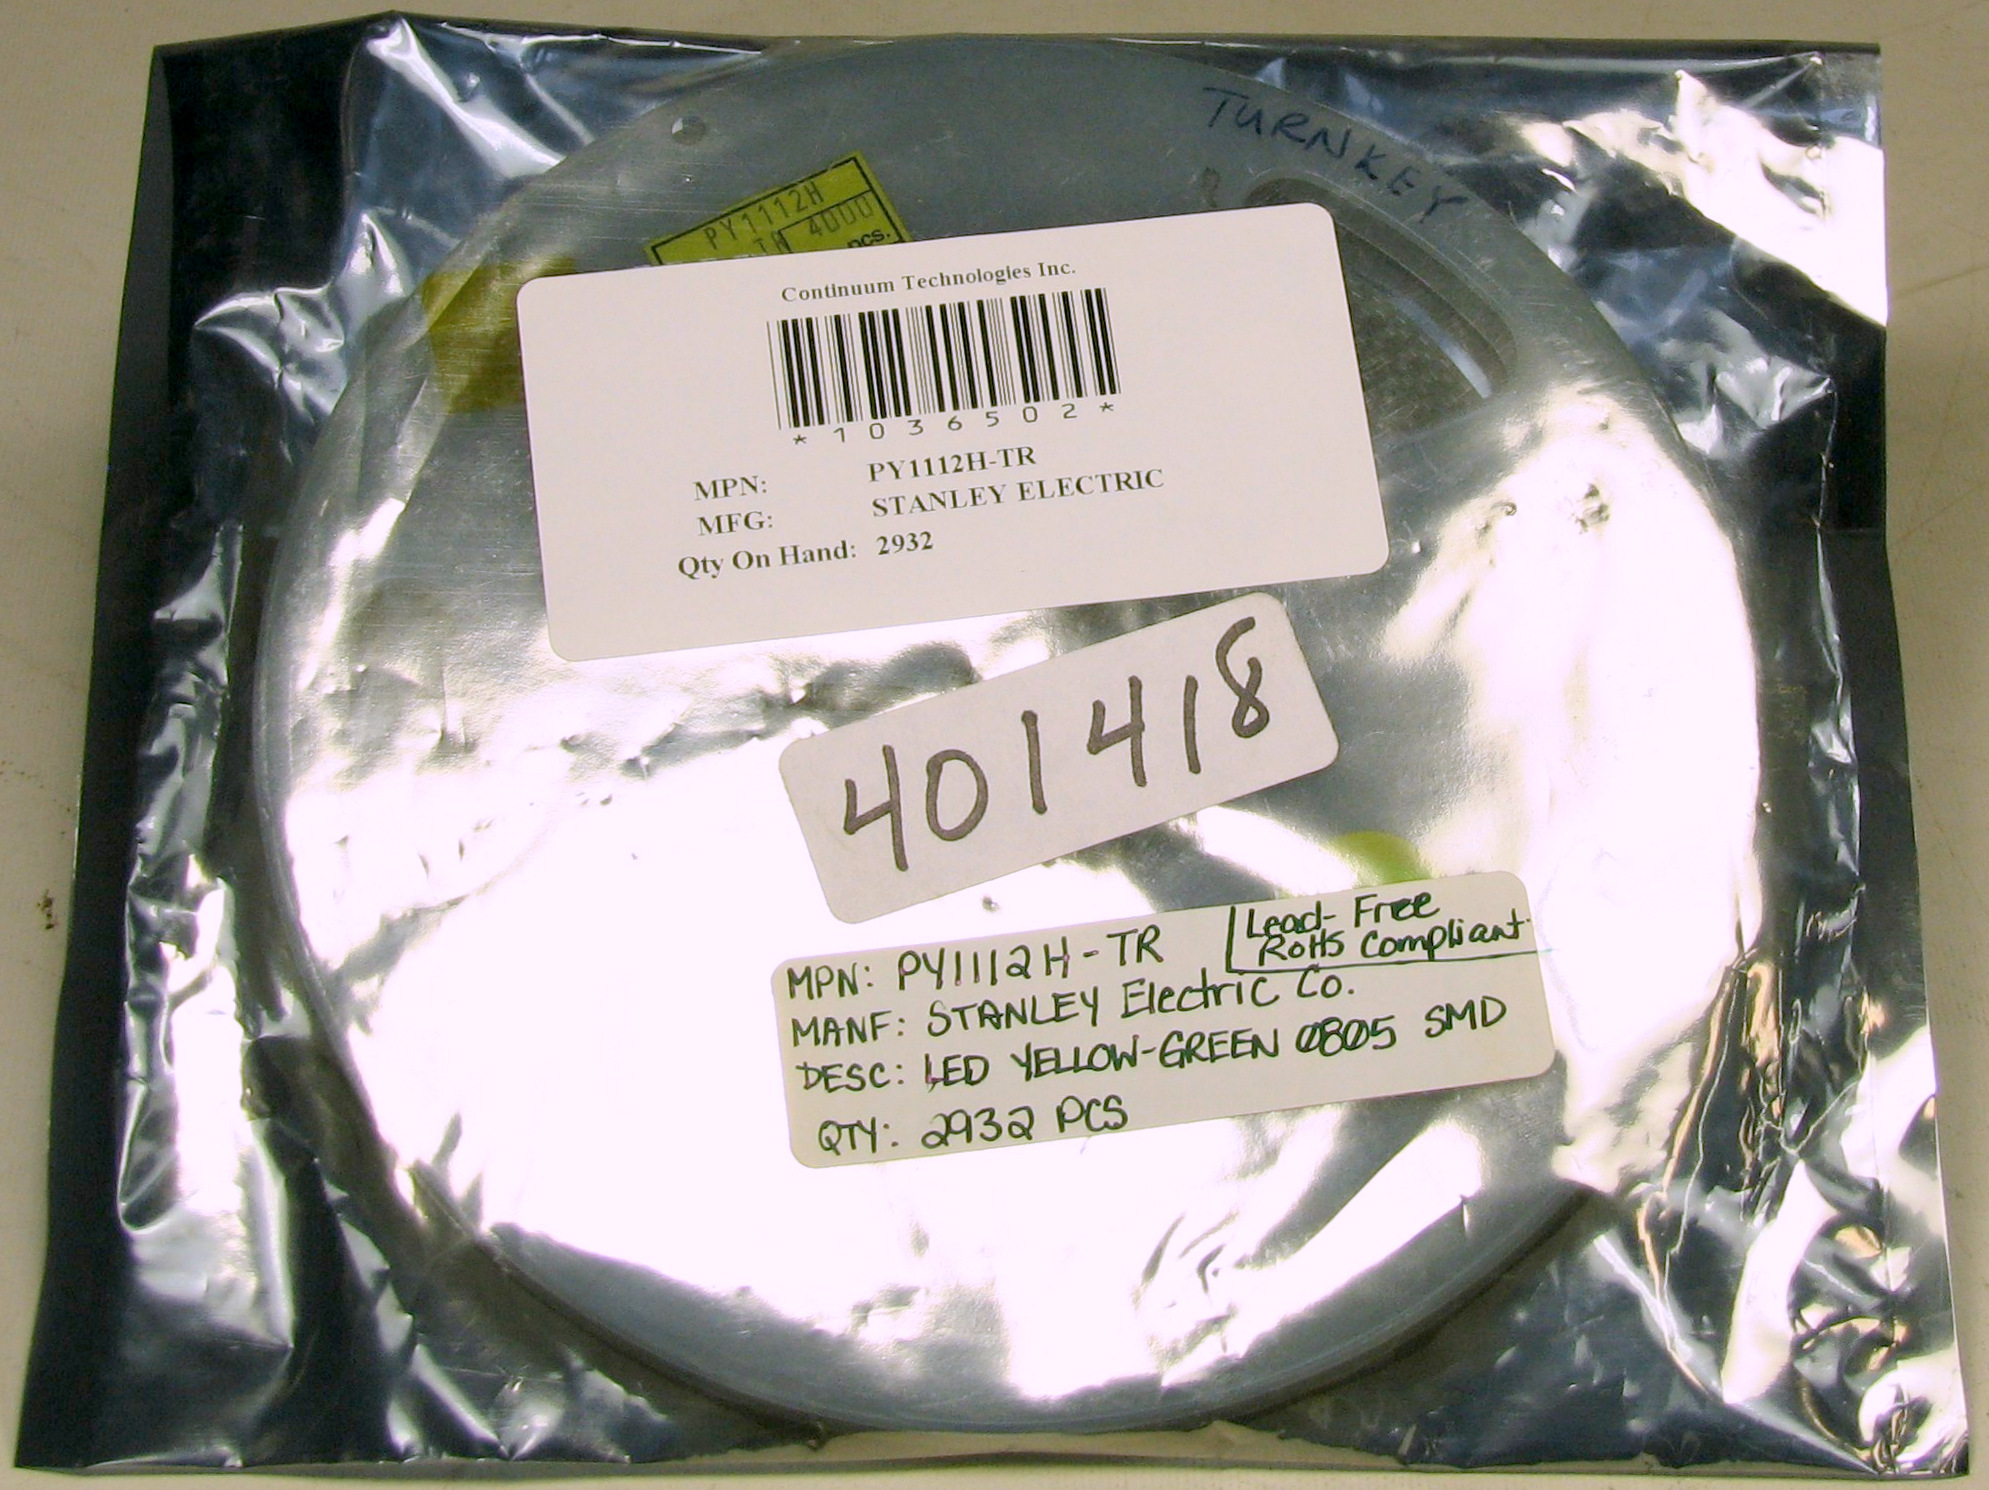 TURNKEY
PY1112H
TR 4000
pcs.
Continuum Technologies Inc.
*1036502*
MPN: PY1112H-TR
MFG: STANLEY ELECTRIC
Qty On Hand: 2932
401418
MPN: PY1112H-TR Lead-Free
RoHS Compliant
MANF: STANLEY Electric Co.
DESC: LED YELLOW-GREEN 0805 SMD
QTY: 2932 PCS